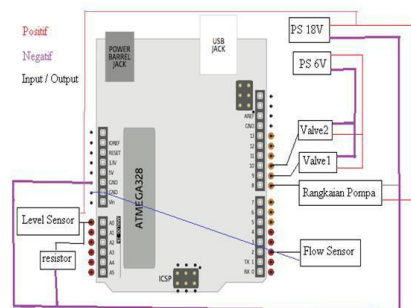 Positif
Negatif
Input / Output
POWER
BARREL
JACK
USB
JACK
PS 18V
PS 6V
Valve2
Valve1
Rangkaian Pompa
Flow Sensor
Level Sensor
resistor
ATMEGA328
ICSP
IOREF
RESET
3.3V
5V
GND
GND
Vin
A0
A1
A2
A3
A4
A5
AREF
GND
13
12
11
10
9
8
7
6
5
4
3
2
TX 1
RX 0